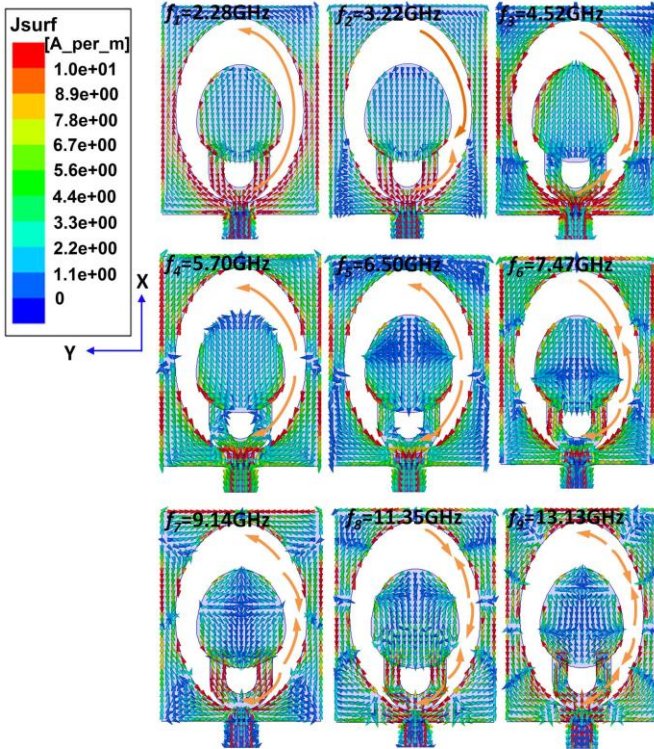 Jsurf
[A_per_m]
1.0e+01
8.9e+00
7.8e+00
6.7e+00
5.6e+00
4.4e+00
3.3e+00
2.2e+00
1.1e+00
0
X
Y
f1=2.28GHz
f2=3.22GHz
f3=4.52GHz
f4=5.70GHz
f5=6.50GHz
f6=7.47GHz
f7=9.14GHz
f8=11.35GHz
f9=13.13GHz